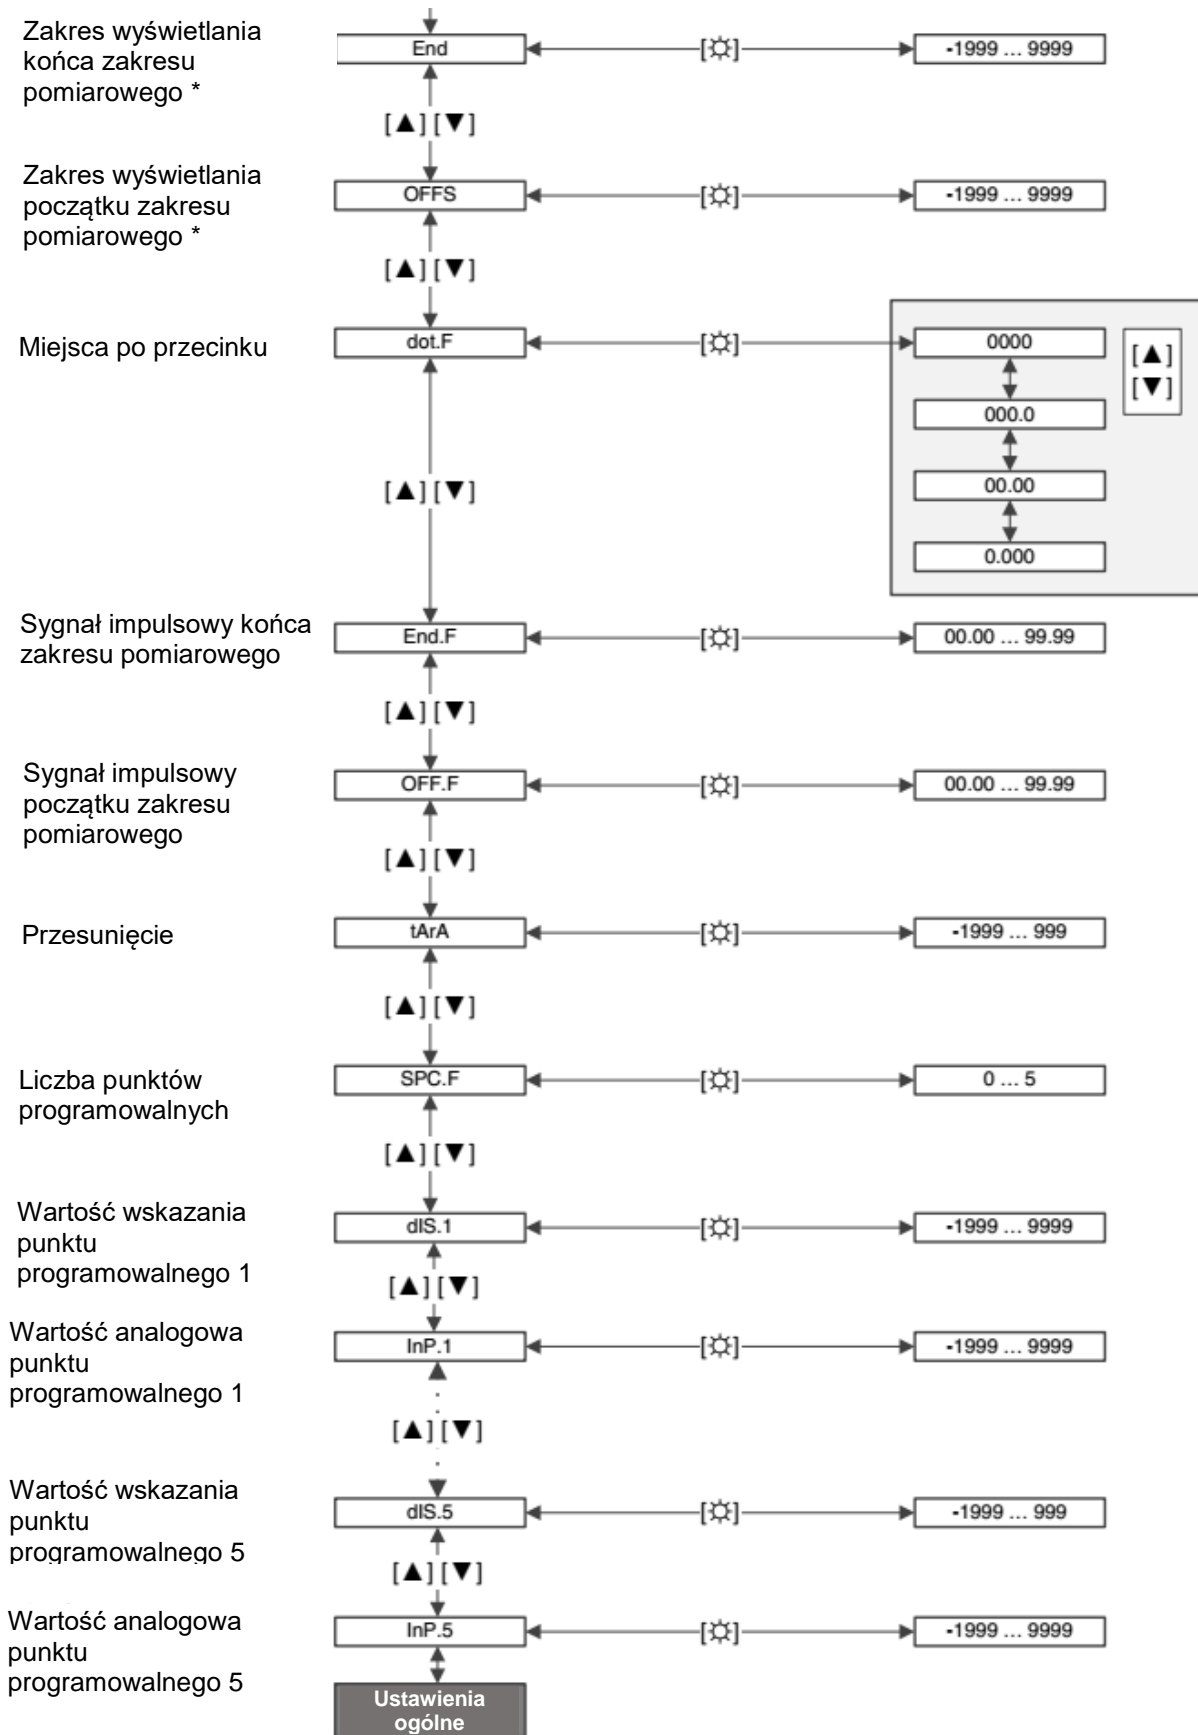 Zakres wyświetlania
końca zakresu
pomiarowego *
End
[☼]
-1999 ... 9999
[▲] [▼]
Zakres wyświetlania
początku zakresu
pomiarowego *
OFFS
[☼]
-1999 ... 9999
[▲] [▼]
Miejsca po przecinku
dot.F
[☼]
0000
000.0
00.00
0.000
[▲]
[▼]
[▲] [▼]
Sygnał impulsowy końca
zakresu pomiarowego
End.F
[☼]
00.00 ... 99.99
[▲] [▼]
Sygnał impulsowy
początku zakresu
pomiarowego
OFF.F
[☼]
00.00 ... 99.99
[▲] [▼]
Przesunięcie
tArA
[☼]
-1999 ... 999
[▲] [▼]
Liczba punktów
programowalnych
SPC.F
[☼]
0 ... 5
[▲] [▼]
Wartość wskazania
punktu
programowalnego 1
dIS.1
[☼]
-1999 ... 9999
[▲] [▼]
Wartość analogowa
punktu
programowalnego 1
InP.1
[☼]
-1999 ... 9999
[▲] [▼]
Wartość wskazania
punktu
programowalnego 5
dIS.5
[☼]
-1999 ... 999
[▲] [▼]
Wartość analogowa
punktu
programowalnego 5
InP.5
[☼]
-1999 ... 9999
Ustawienia
ogólne